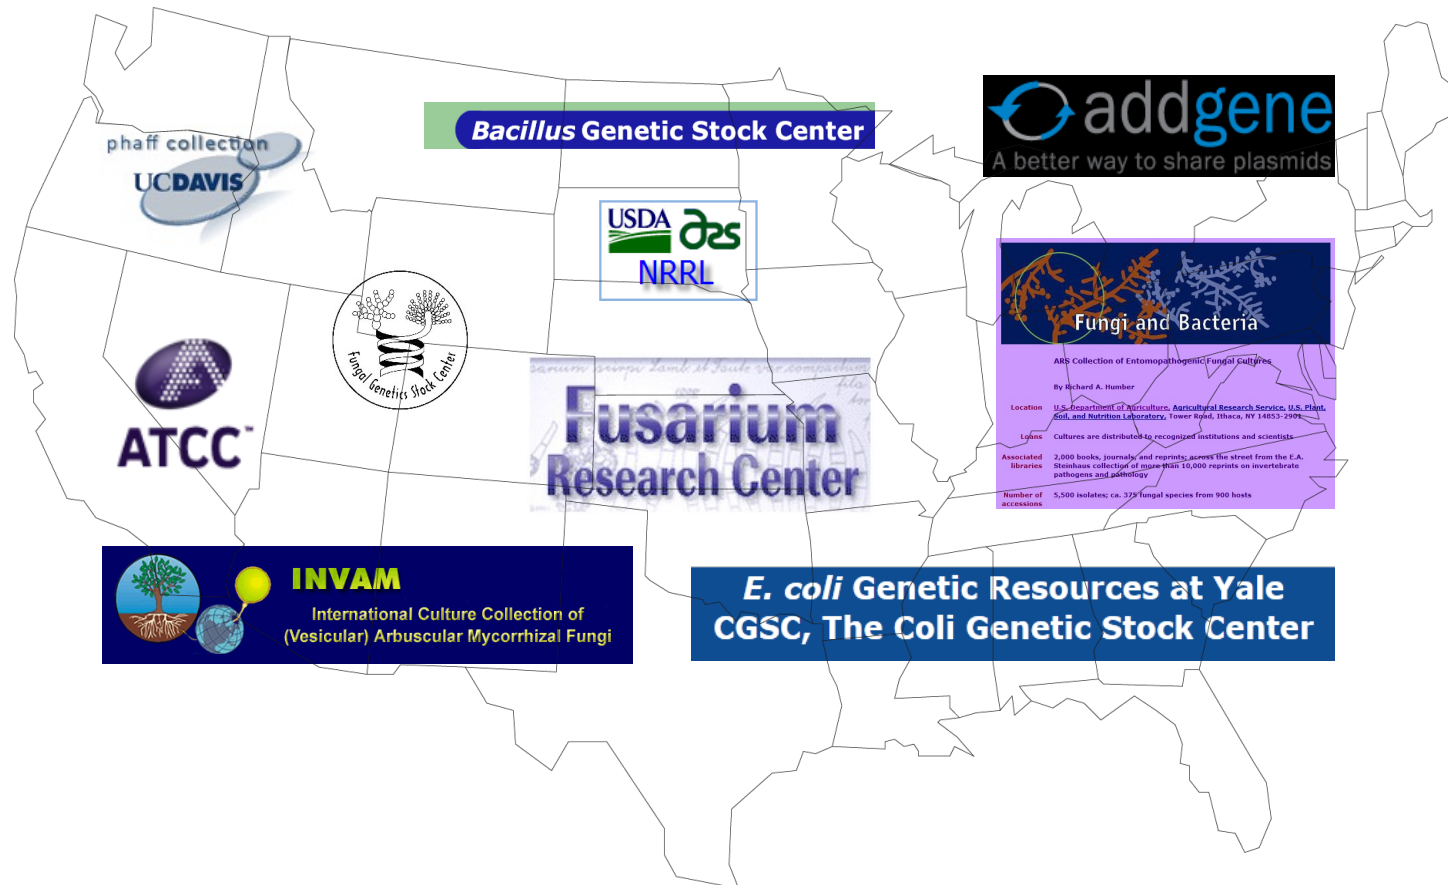 phaff collection
UCDAVIS
Bacillus Genetic Stock Center
addgene
A better way to share plasmids
USDA ars
NRRL
Fungal Genetics Stock Center
ATCC™
Fusarium
Research Center
Fungi and Bacteria
ARS Collection of Entomopathogenic Fungal Cultures
By Richard A. Humber
Location U.S. Department of Agriculture, Agricultural Research Service, U.S. Plant,
Soil, and Nutrition Laboratory, Tower Road, Ithaca, NY 14853-2901
Loans Cultures are distributed to recognized institutions and scientists
Associated 2,000 books, journals, and reprints; across the street from the E.A.
libraries Steinhaus collection of more than 10,000 reprints on invertebrate
pathogens and pathology
Number of 5,500 isolates; ca. 375 fungal species from 900 hosts
accessions
INVAM
International Culture Collection of
(Vesicular) Arbuscular Mycorrhizal Fungi
E. coli Genetic Resources at Yale
CGSC, The Coli Genetic Stock Center